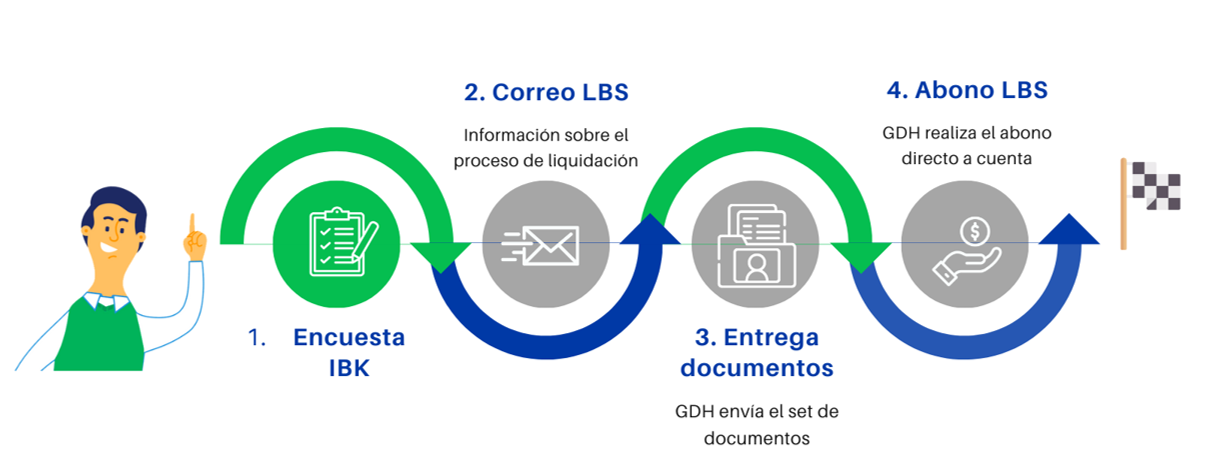 1. Encuesta
IBK
2. Correo LBS
Información sobre el
proceso de liquidación
3. Entrega
documentos
GDH envía el set de
documentos
4. Abono LBS
GDH realiza el abono
directo a cuenta
$